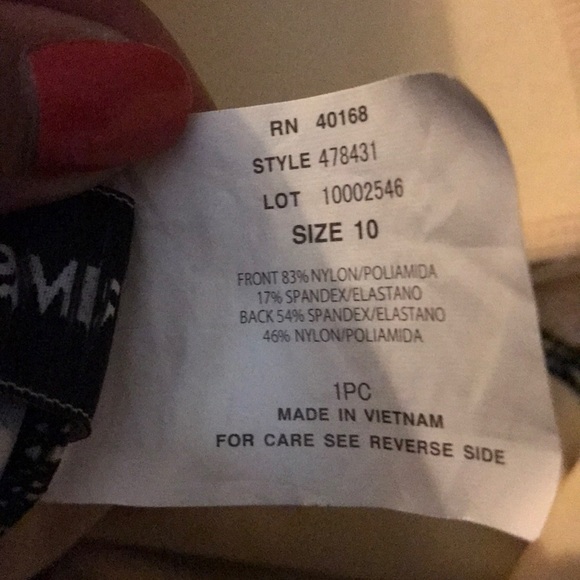 RN 40168
STYLE 478431
LOT 10002546
SIZE 10
FRONT 83% NYLON/POLIAMIDA
17% SPANDEX/ELASTANO
BACK 54% SPANDEX/ELASTANO
46% NYLON/POLIAMIDA
1PC
MADE IN VIETNAM
FOR CARE SEE REVERSE SIDE